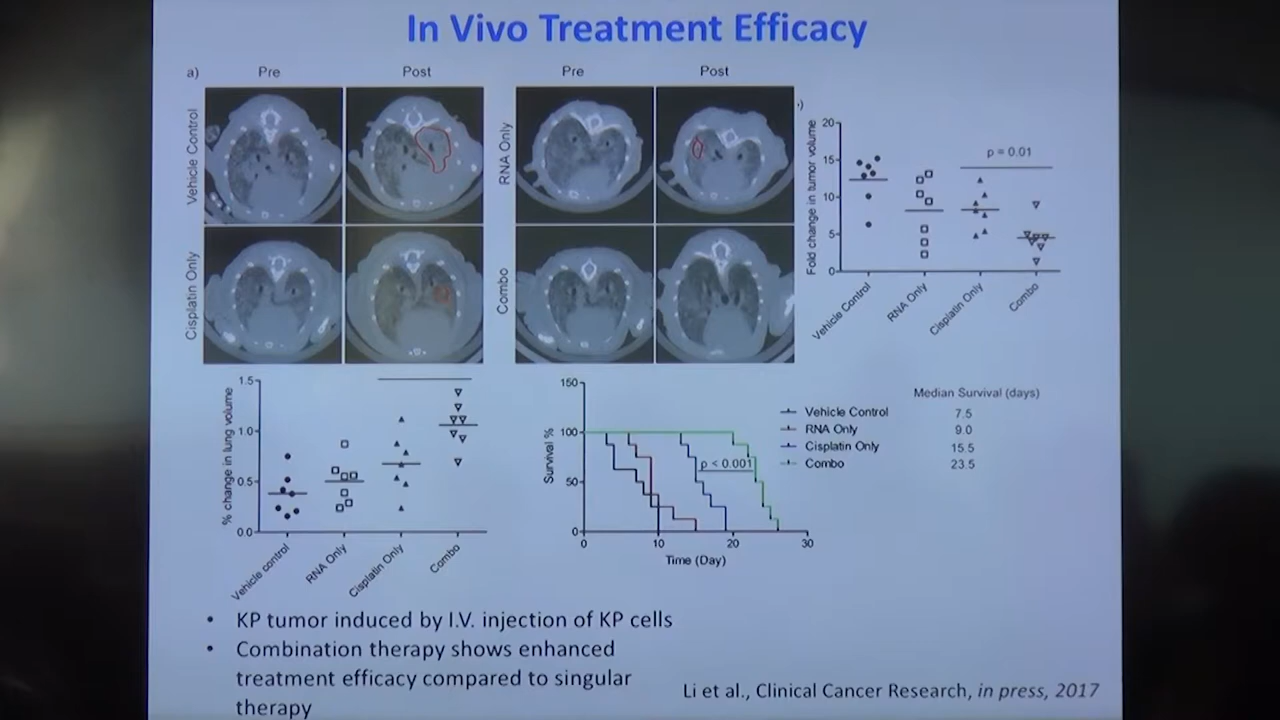 In Vivo Treatment Efficacy
a)
Pre
Post
Pre
Post
Vehicle Control
RNA Only
Cisplatin Only
Combo
Fold change in tumor volume
20
15
10
5
0
p = 0.01
Vehicle Control
RNA Only
Cisplatin Only
Combo
% change in lung volume
1.5
1.0
0.5
0.0
Vehicle control
RNA Only
Cisplatin Only
Combo
Survival %
150
100
50
0
p < 0.001
0
10
20
30
Time (Day)
Median Survival (days)
Vehicle Control 7.5
RNA Only 9.0
Cisplatin Only 15.5
Combo 23.5
• KP tumor induced by I.V. injection of KP cells
• Combination therapy shows enhanced
treatment efficacy compared to singular
therapy
Li et al., Clinical Cancer Research, in press, 2017